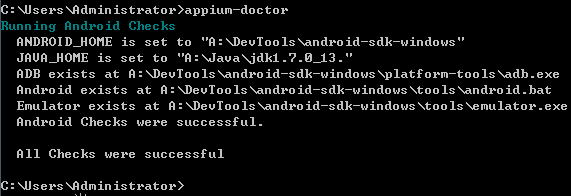 C:\Users\Administrator>appium-doctor
Running Android Checks
ANDROID_HOME is set to "A:\DevTools\android-sdk-windows"
JAVA_HOME is set to "A:\Java\jdk1.7.0_13."
ADB exists at A:\DevTools\android-sdk-windows\platform-tools\adb.exe
Android exists at A:\DevTools\android-sdk-windows\tools\android.bat
Emulator exists at A:\DevTools\android-sdk-windows\tools\emulator.exe
Android Checks were successful.
All Checks were successful
C:\Users\Administrator>